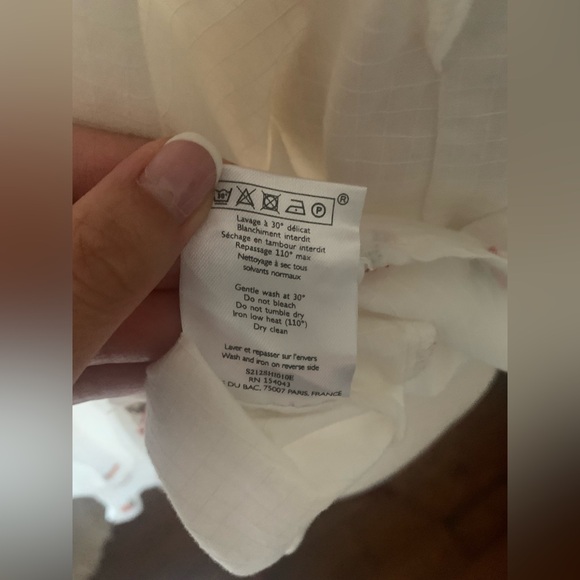 30° P ®
Lavage à 30° délicat
Blanchiment interdit
Séchage en tambour interdit
Repassage 110° max
Nettoyage à sec tous
solvants normaux
Gentle wash at 30°
Do not bleach
Do not tumble dry
Iron low heat (110°)
Dry clean
Laver et repasser sur l'envers
Wash and iron on reverse side
RN 154043
DU BAC, 75007 PARIS, FRANCE